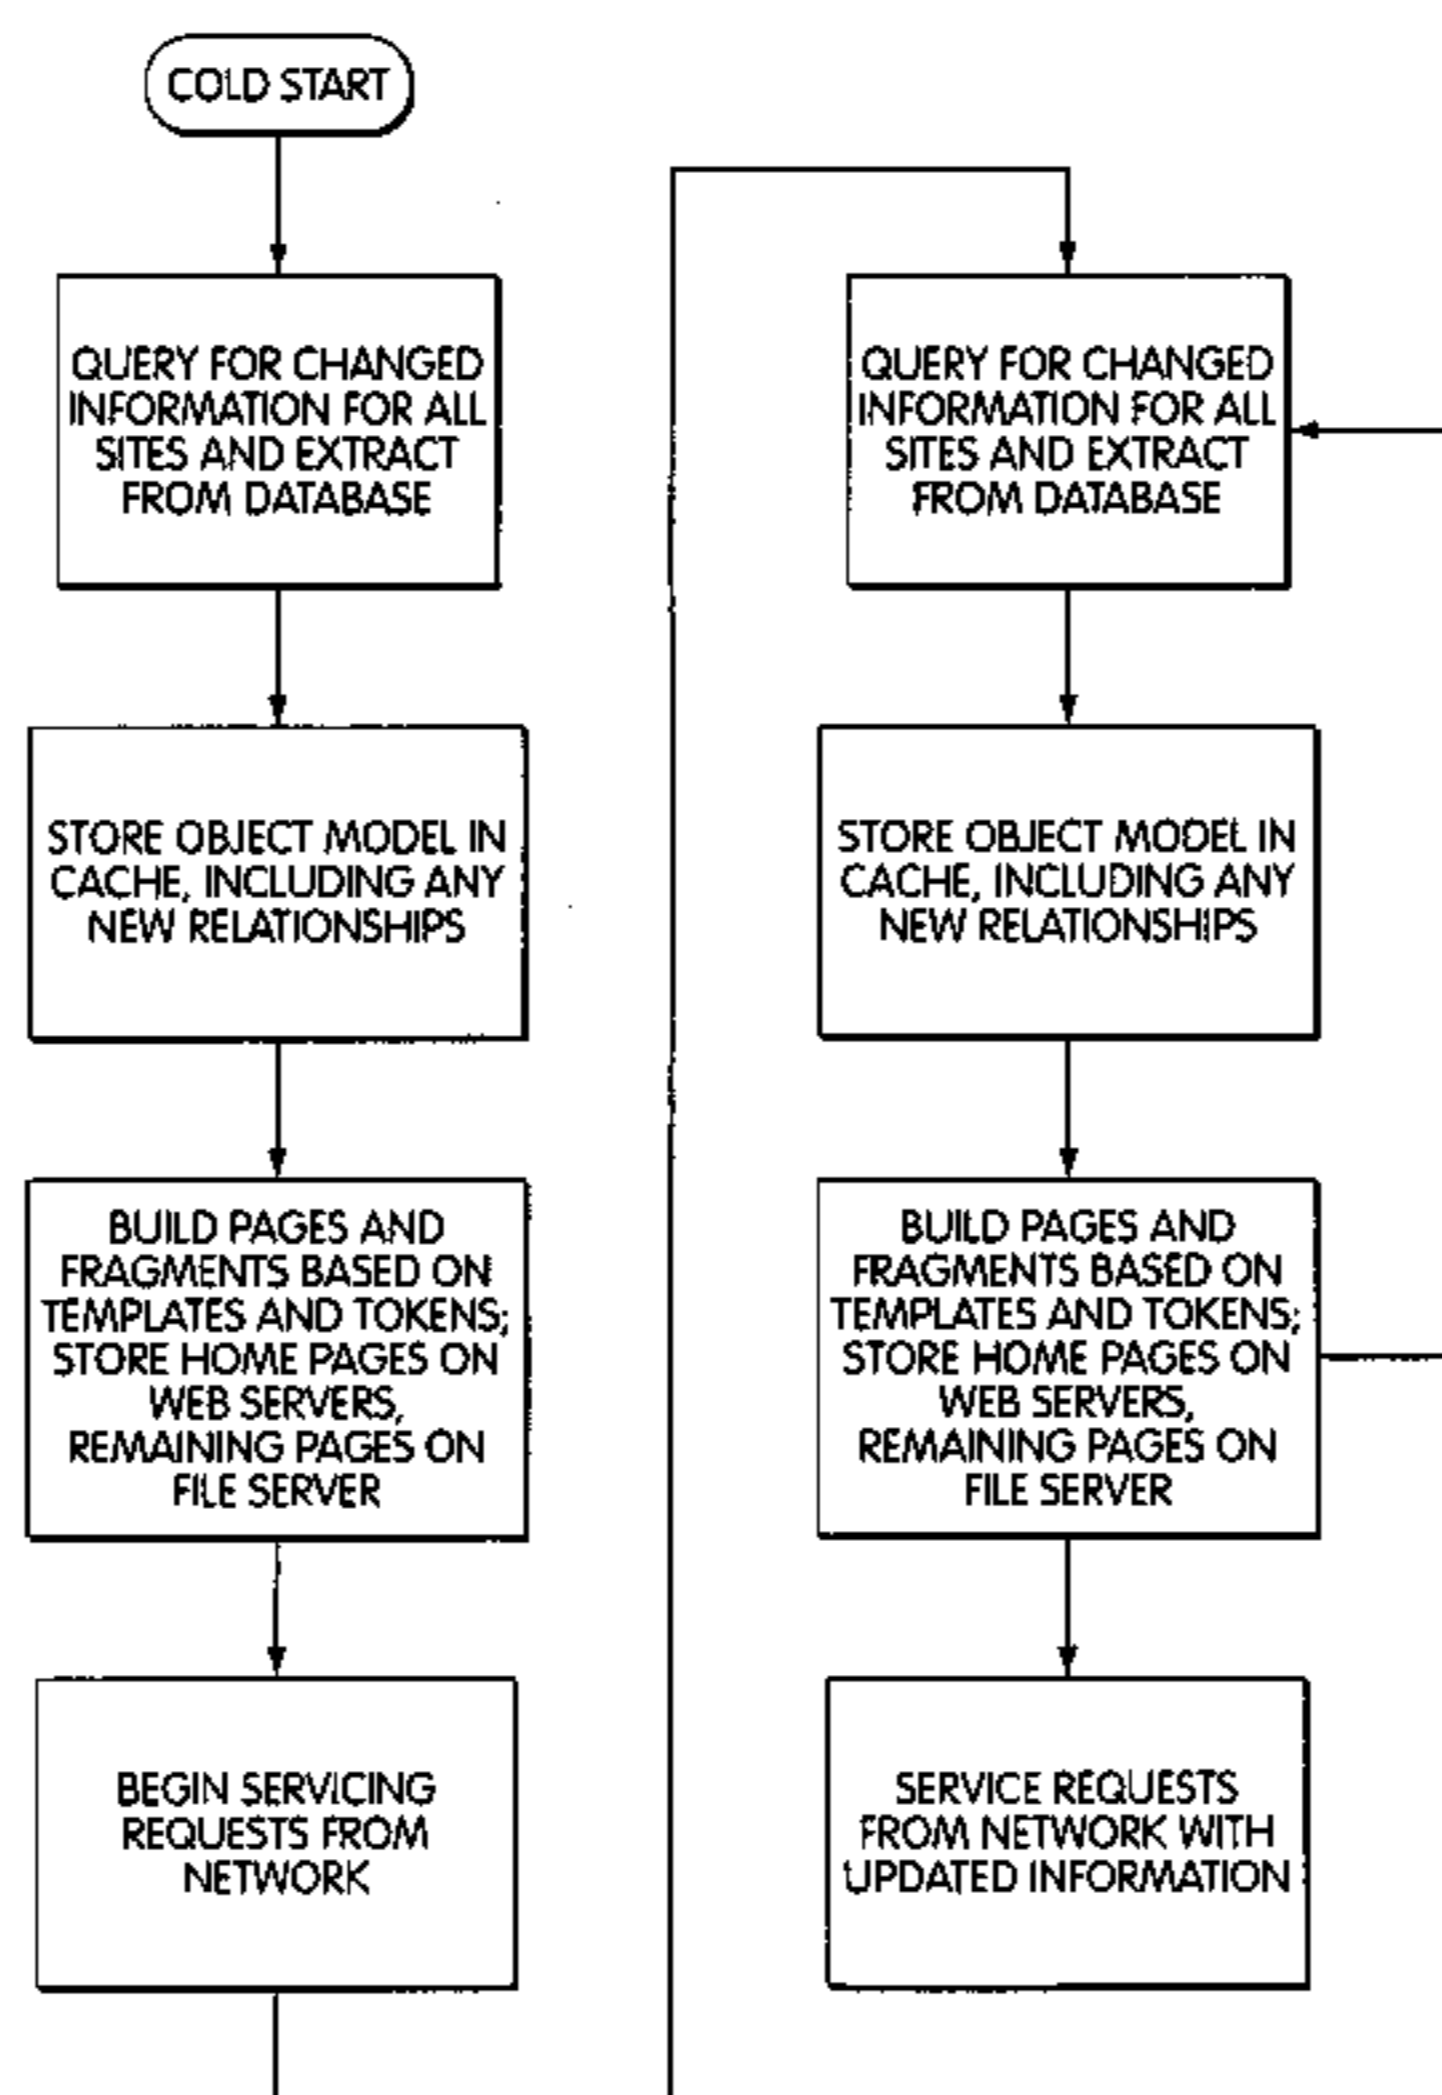 COLD START
QUERY FOR CHANGED
INFORMATION FOR ALL
SITES AND EXTRACT
FROM DATABASE
STORE OBJECT MODEL IN
CACHE, INCLUDING ANY
NEW RELATIONSHIPS
BUILD PAGES AND
FRAGMENTS BASED ON
TEMPLATES AND TOKENS;
STORE HOME PAGES ON
WEB SERVERS,
REMAINING PAGES ON
FILE SERVER
BEGIN SERVICING
REQUESTS FROM
NETWORK
QUERY FOR CHANGED
INFORMATION FOR ALL
SITES AND EXTRACT
FROM DATABASE
STORE OBJECT MODEL IN
CACHE, INCLUDING ANY
NEW RELATIONSHIPS
BUILD PAGES AND
FRAGMENTS BASED ON
TEMPLATES AND TOKENS;
STORE HOME PAGES ON
WEB SERVERS,
REMAINING PAGES ON
FILE SERVER
SERVICE REQUESTS
FROM NETWORK WITH
UPDATED INFORMATION